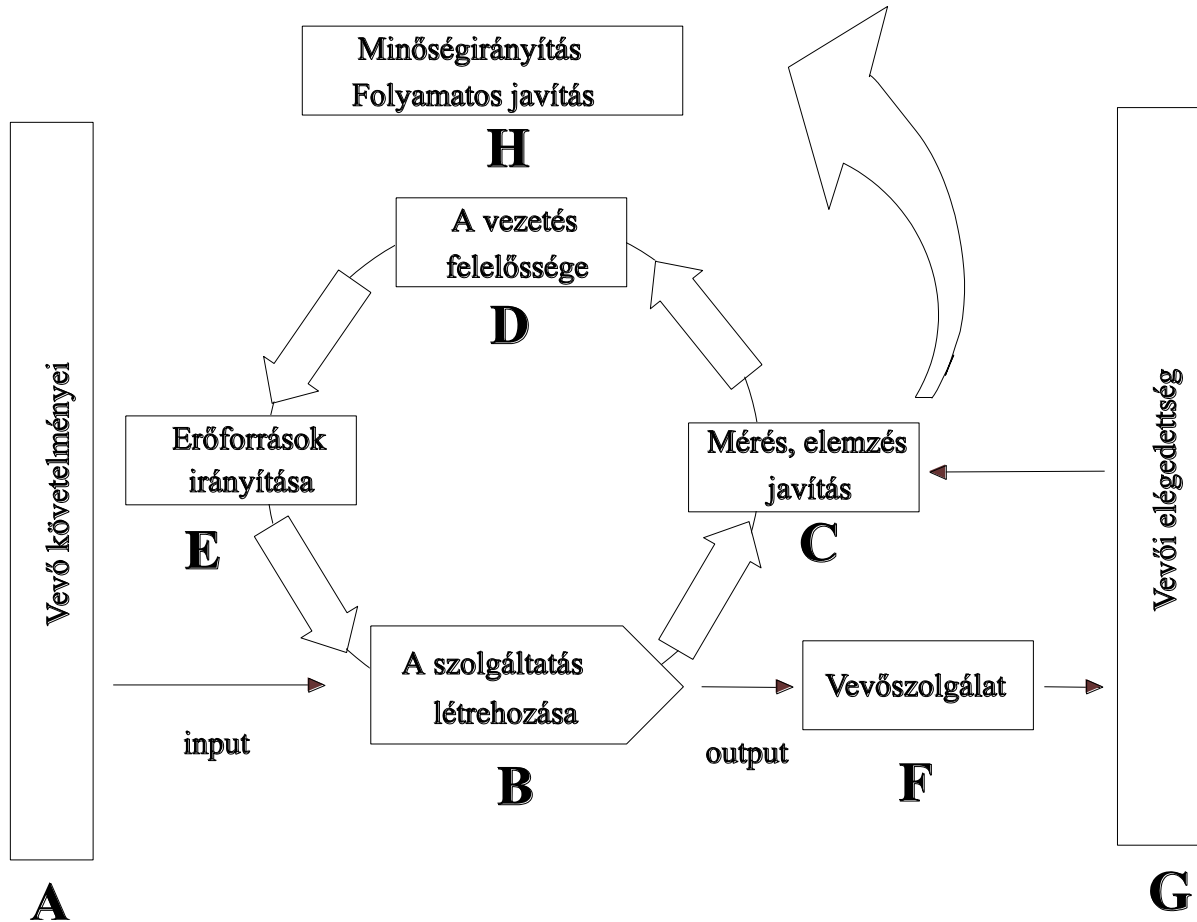 Minőségirányítás
Folyamatos javítás
H
A vezetés
felelőssége
D
Vevő követelményei
Vevői elégedettség
Erőforrások
irányítása
E
Mérés, elemzés
javítás
C
A szolgáltatás
létrehozása
B
Vevőszolgálat
F
input
output
A
G